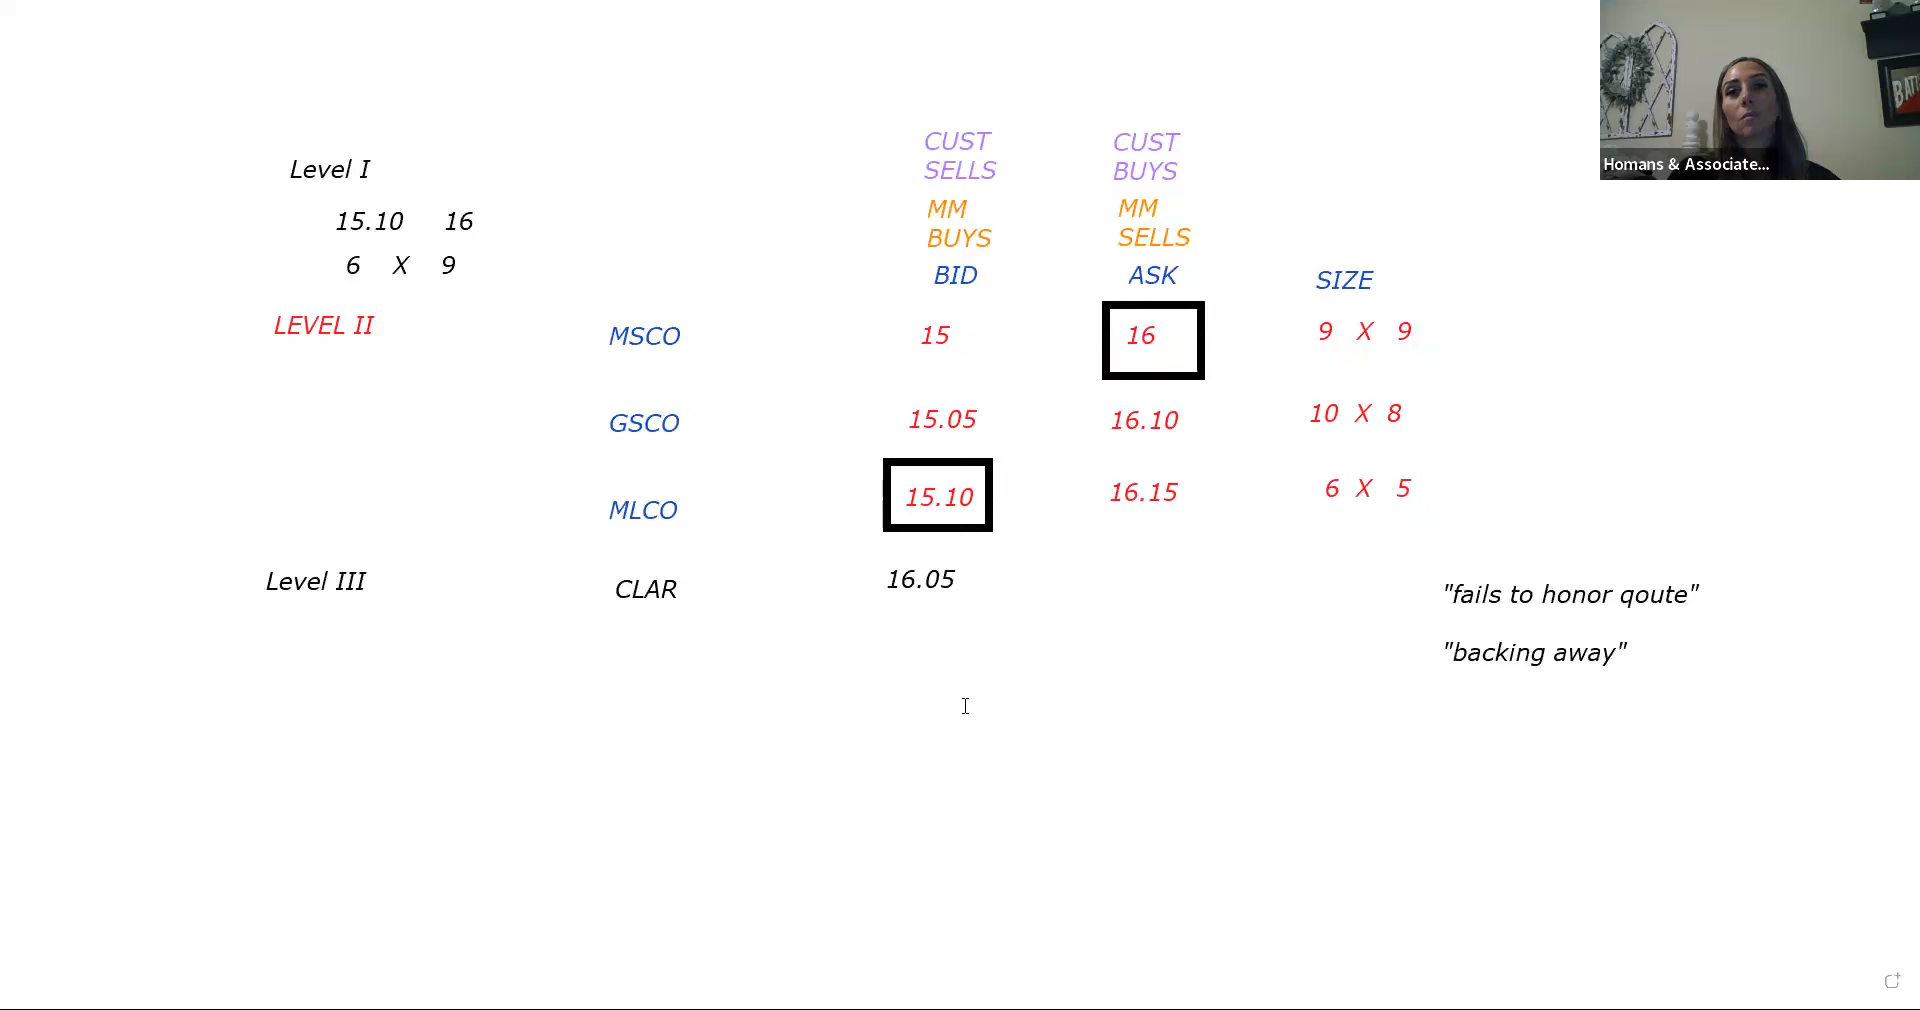 CUST
SELLS
CUST
BUYS
Level I
MM
BUYS
MM
SELLS
15.10 16
6 X 9
BID ASK SIZE
LEVEL II
MSCO 15 16 9 X 9
GSCO 15.05 16.10 10 X 8
MLCO 15.10 16.15 6 X 5
Level III CLAR 16.05
"fails to honor qoute"
"backing away"
Homans & Associate...